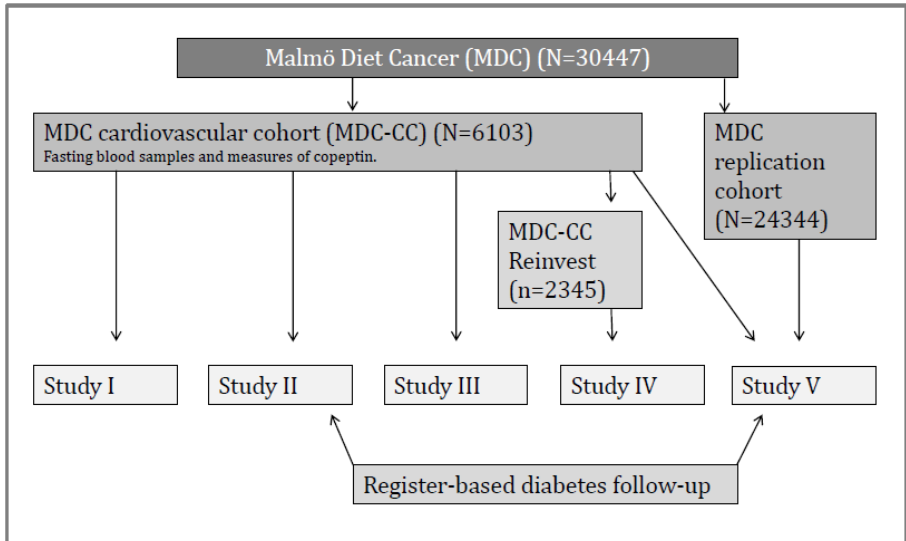 Malmö Diet Cancer (MDC) (N=30447)
MDC cardiovascular cohort (MDC-CC) (N=6103)
Fasting blood samples and measures of copeptin.
MDC
replication
cohort
(N=24344)
MDC-CC
Reinvest
(n=2345)
Study I
Study II
Study III
Study IV
Study V
Register-based diabetes follow-up